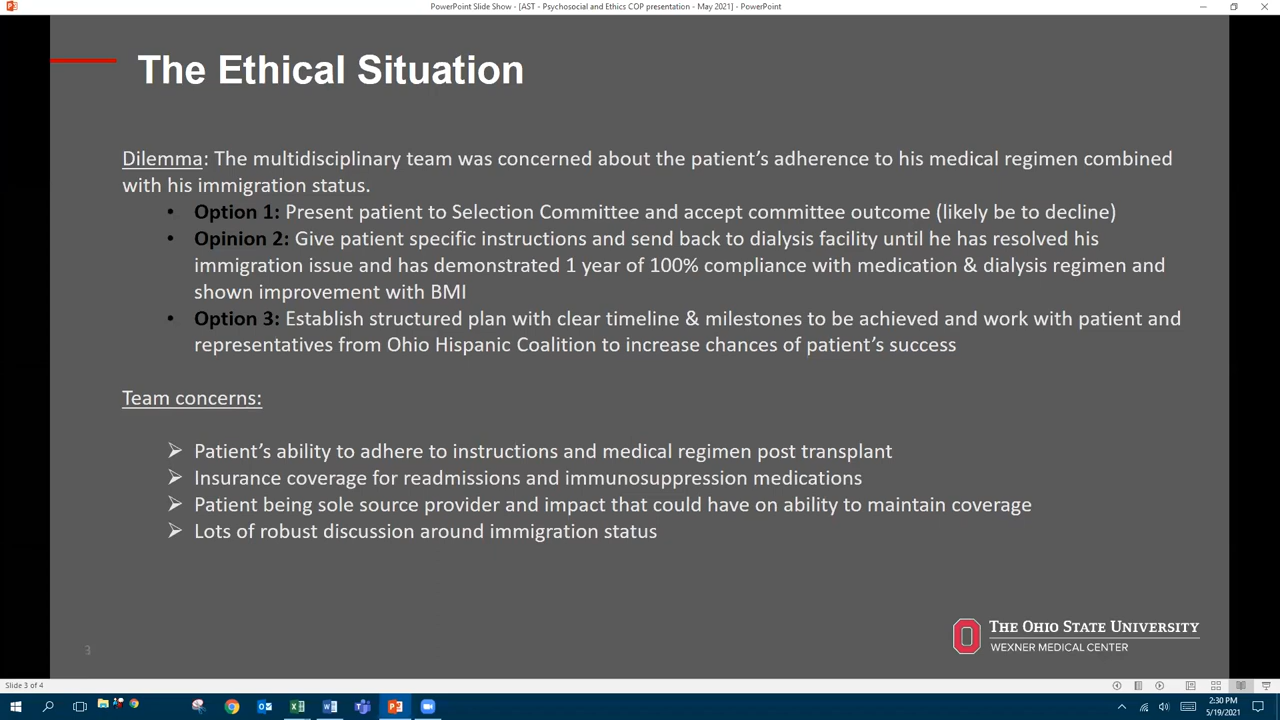 PowerPoint Slide Show - [AST - Psychosocial and Ethics COP presentation - May 2021] - PowerPoint
The Ethical Situation
Dilemma: The multidisciplinary team was concerned about the patient's adherence to his medical regimen combined
with his immigration status.
• Option 1: Present patient to Selection Committee and accept committee outcome (likely be to decline)
• Opinion 2: Give patient specific instructions and send back to dialysis facility until he has resolved his
immigration issue and has demonstrated 1 year of 100% compliance with medication & dialysis regimen and
shown improvement with BMI
• Option 3: Establish structured plan with clear timeline & milestones to be achieved and work with patient and
representatives from Ohio Hispanic Coalition to increase chances of patient's success
Team concerns:
➢ Patient's ability to adhere to instructions and medical regimen post transplant
➢ Insurance coverage for readmissions and immunosuppression medications
➢ Patient being sole source provider and impact that could have on ability to maintain coverage
➢ Lots of robust discussion around immigration status
THE OHIO STATE UNIVERSITY
WEXNER MEDICAL CENTER
3
Slide 3 of 4
2:30 PM
5/19/2021